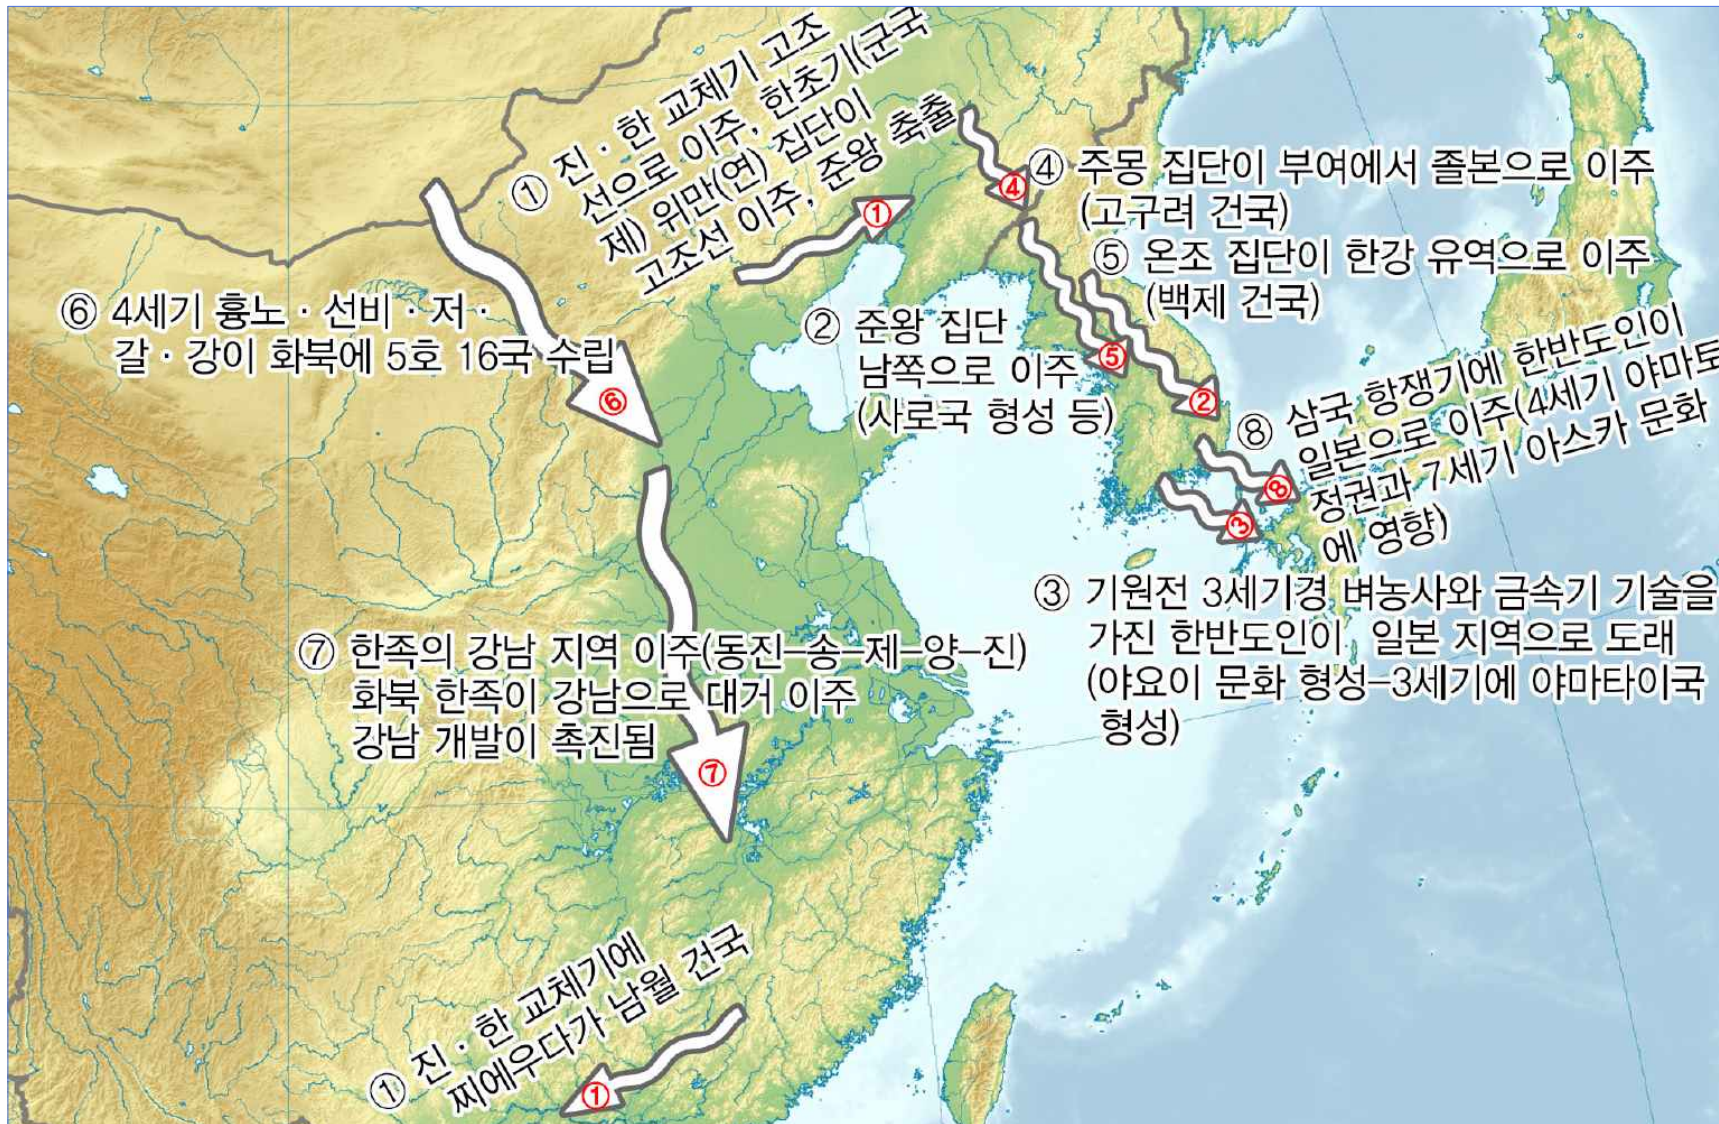 ① 진 · 한 교체기 고조
선으로 이주, 한초기(군국
제) 위만(연) 집단이
고조선 이주, 준왕 축출
①
④
④ 주몽 집단이 부여에서 졸본으로 이주
(고구려 건국)
⑤ 온조 집단이 한강 유역으로 이주
(백제 건국)
⑥ 4세기 흉노 · 선비 · 저 ·
갈 · 강이 화북에 5호 16국 수립
⑥
② 준왕 집단
남쪽으로 이주
(사로국 형성 등)
⑤
②
⑧ 삼국 항쟁기에 한반도인이
일본으로 이주(4세기 야마토
정권과 7세기 아스카 문화
에 영향)
⑧
③
③ 기원전 3세기경 벼농사와 금속기 기술을
가진 한반도인이 일본 지역으로 도래
(야요이 문화 형성–3세기에 야마타이국
형성)
⑦ 한족의 강남 지역 이주(동진–송–제–양–진)
화북 한족이 강남으로 대거 이주
강남 개발이 촉진됨
⑦
① 진 · 한 교체기에
찌에우다가 남월 건국
①